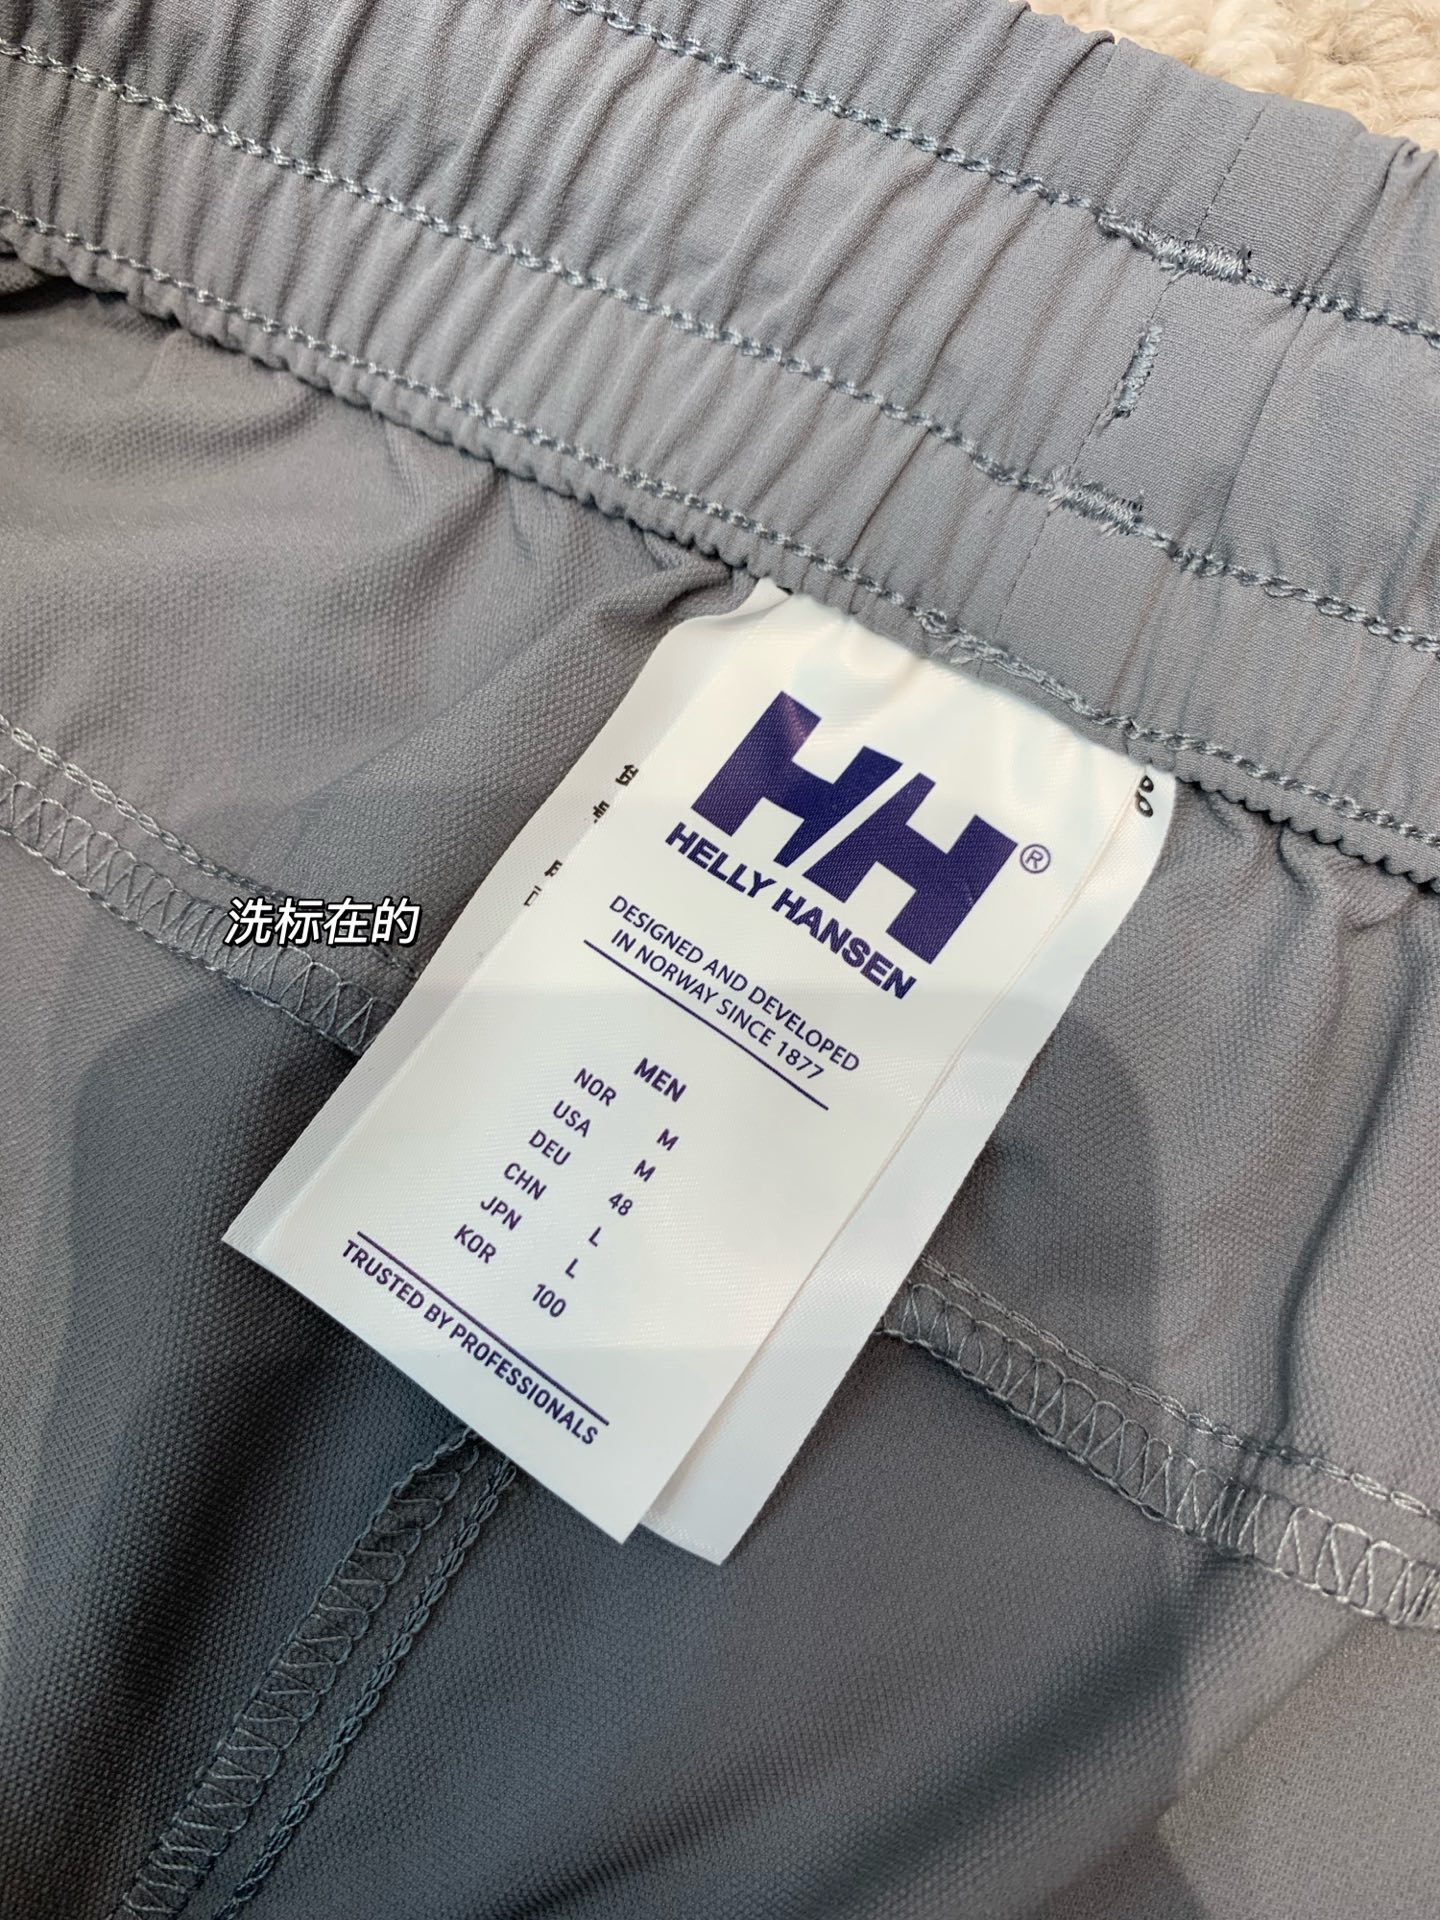 HH®
HELLY HANSEN
DESIGNED AND DEVELOPED
IN NORWAY SINCE 1877
MEN
NOR M
USA M
DEU 48
CHN L
JPN L
KOR 100
TRUSTED BY PROFESSIONALS
洗标在的